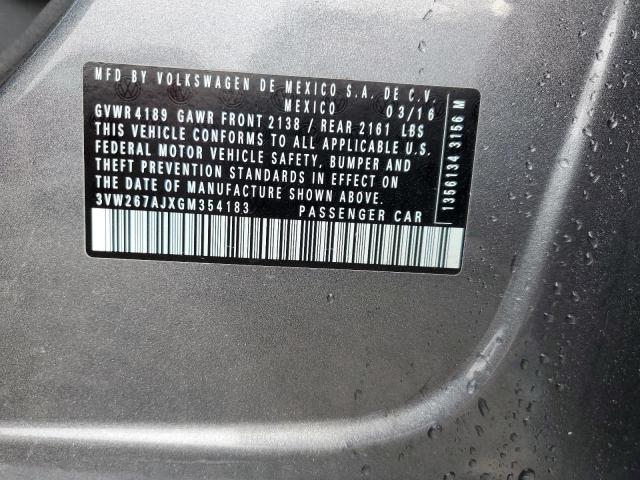 MFD BY VOLKSWAGEN DE MEXICO S.A. DE C.V.
MEXICO 03/16
GVWR 4189 GAWR FRONT 2138 / REAR 2161 LBS
THIS VEHICLE CONFORMS TO ALL APPLICABLE U.S.
FEDERAL MOTOR VEHICLE SAFETY, BUMPER AND
THEFT PREVENTION STANDARDS IN EFFECT ON
THE DATE OF MANUFACTURE SHOWN ABOVE.
3VW267AJXGM354183 PASSENGER CAR
1356134 3156 M